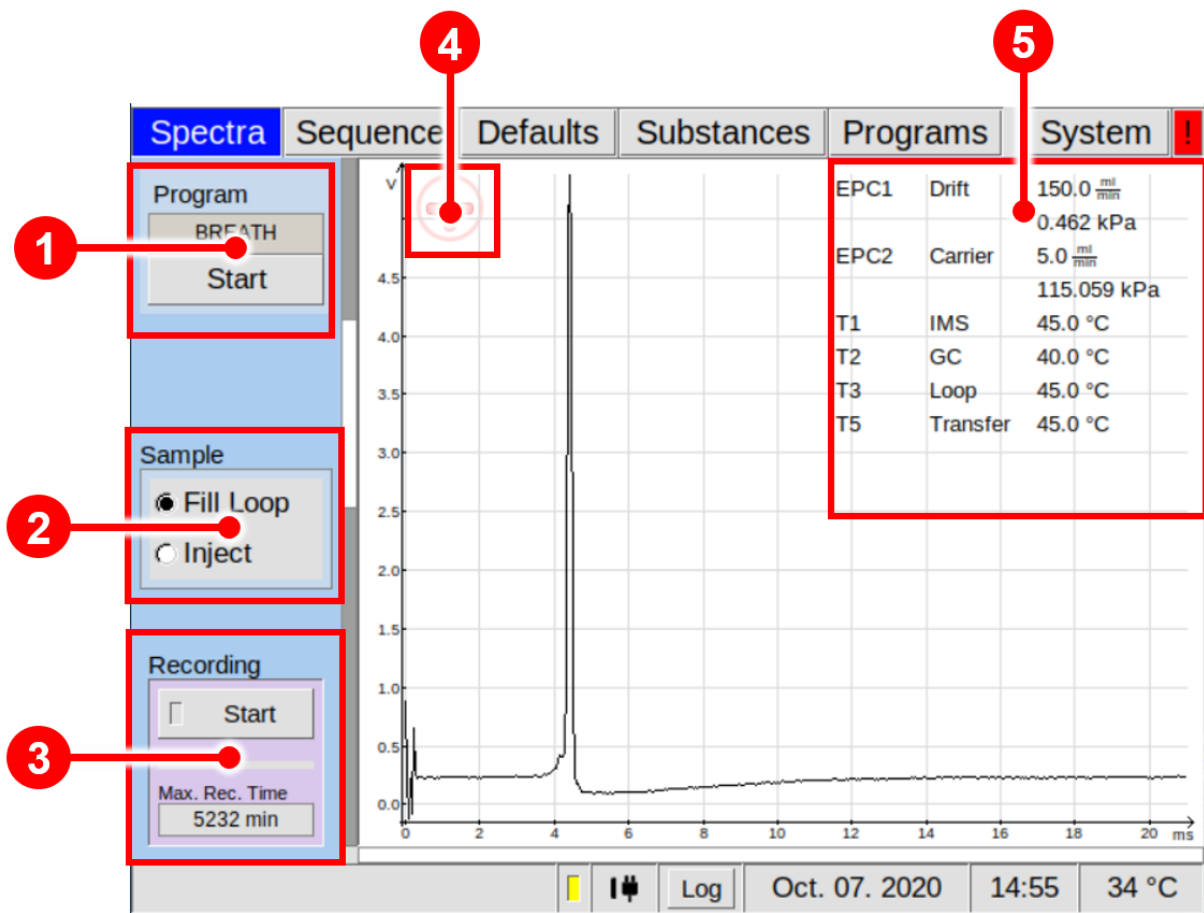 4 5
Spectra Sequence Defaults Substances Programs System !
1
Program
BREATH
Start
2
Sample
Fill Loop
Inject
3
Recording
Start
Max. Rec. Time
5232 min
V
4.5
4.0
3.5
3.0
2.5
2.0
1.5
1.0
0.5
0.0
0 2 4 6 8 10 12 14 16 18 20 ms
EPC1 Drift 150.0 ml/min
0.462 kPa
EPC2 Carrier 5.0 ml/min
115.059 kPa
T1 IMS 45.0 °C
T2 GC 40.0 °C
T3 Loop 45.0 °C
T5 Transfer 45.0 °C
Log Oct. 07. 2020 14:55 34 °C